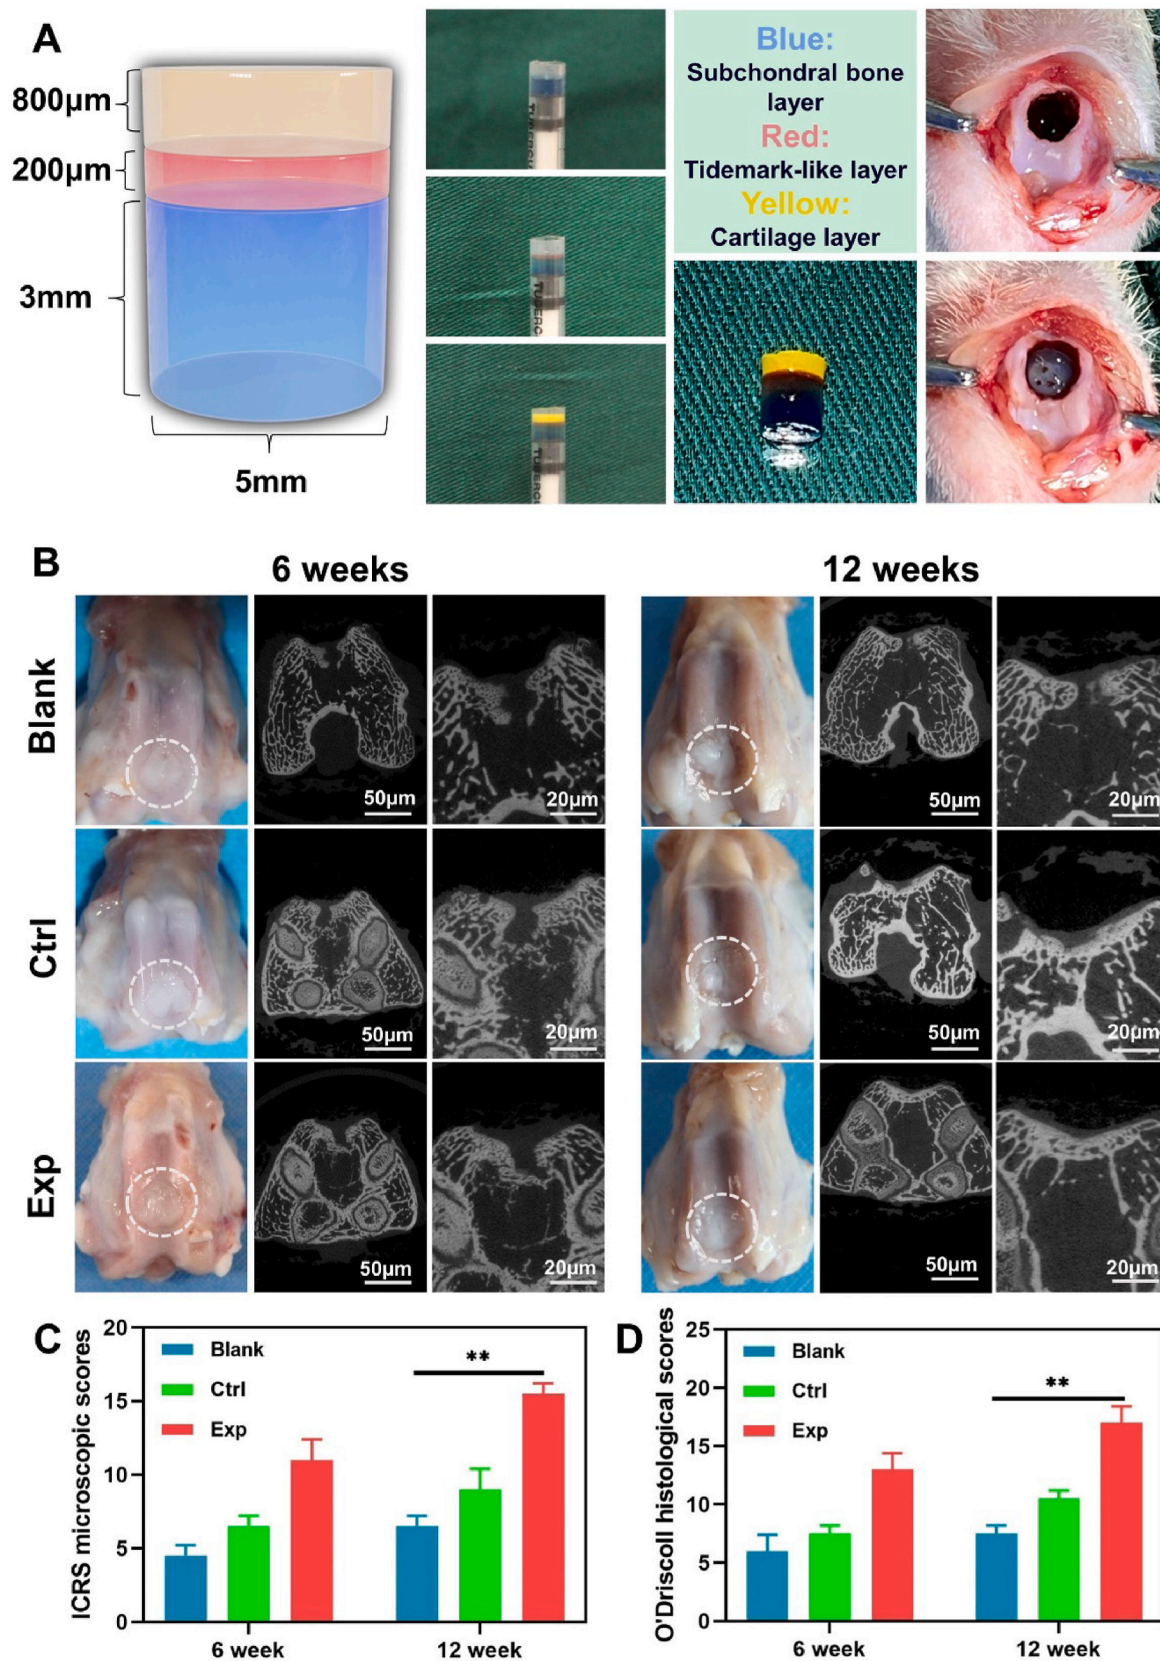 A
800μm
200μm
3mm
5mm
TUBERC
TUBERC
TUBERC
Blue:
Subchondral bone
layer
Red:
Tidemark-like layer
Yellow:
Cartilage layer
B
6 weeks
12 weeks
Blank
50μm
20μm
50μm
20μm
Ctrl
50μm
20μm
50μm
20μm
Exp
50μm
20μm
50μm
20μm
C
ICRS microscopic scores
20
15
10
5
0
Blank
Ctrl
Exp
**
6 week
12 week
D
O'Driscoll histological scores
25
20
15
10
5
0
Blank
Ctrl
Exp
**
6 week
12 week